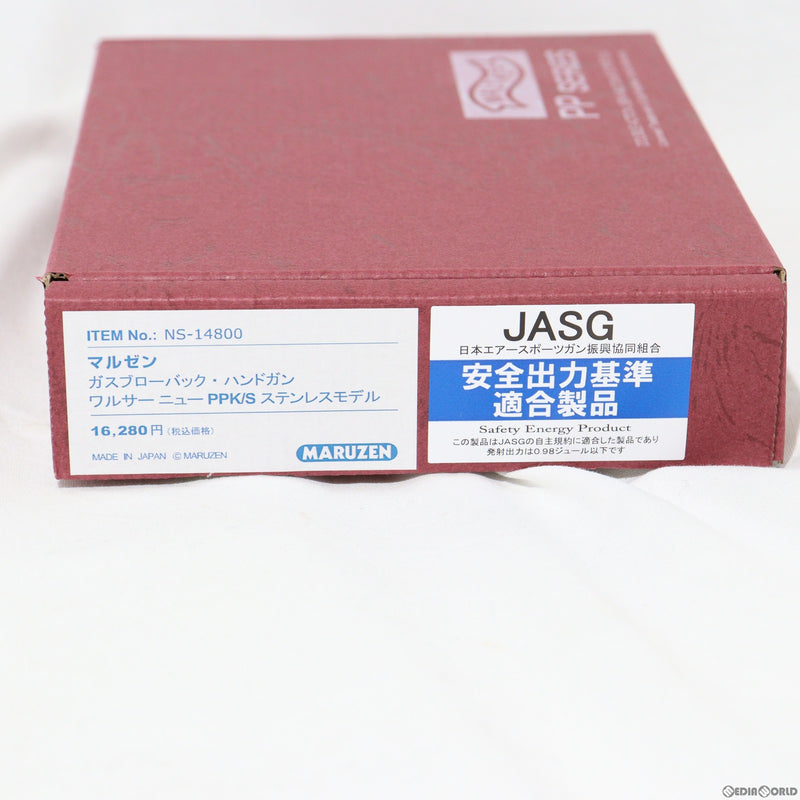 PP SERIES
ITEM No.: NS-14800
マルゼン
ガスブローバック・ハンドガン
ワルサー ニュー PPK/S ステンレスモデル
16,280円 (税込価格)
MADE IN JAPAN ©MARUZEN
MARUZEN
JASG
日本エアースポーツガン振興協同組合
安全出力基準
適合製品
Safety Energy Product
この製品はJASGの自主規約に適合した製品であり
発射出力は0.98ジュール以下です
MEDIAWORLD